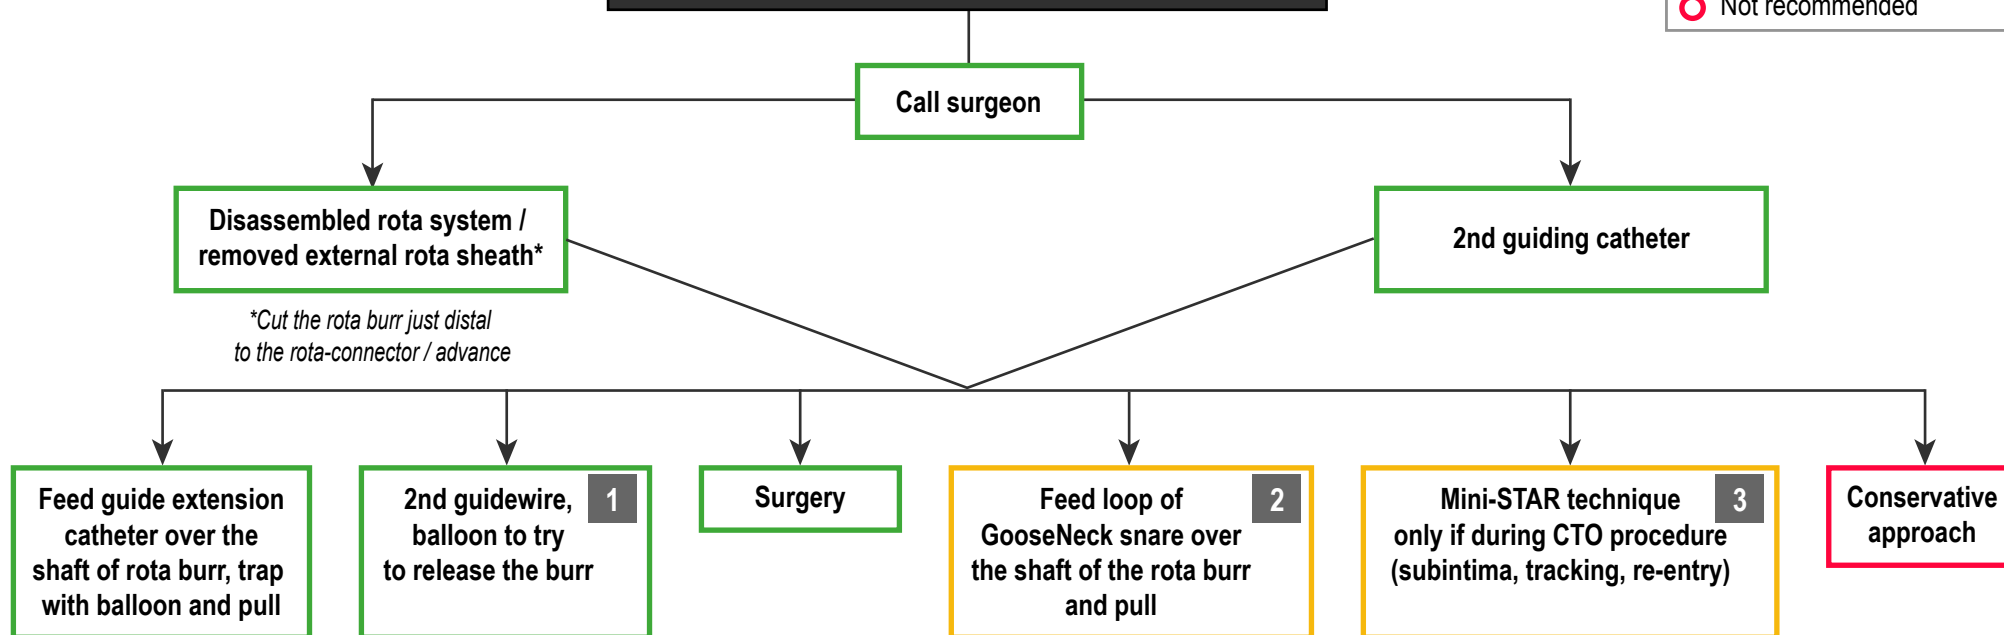 Not recommended
Call surgeon
Disassembled rota system /
removed external rota sheath*
2nd guiding catheter
*Cut the rota burr just distal
to the rota-connector / advance
Feed guide extension
catheter over the
shaft of rota burr, trap
with balloon and pull
2nd guidewire,
balloon to try
to release the burr
1
Surgery
Feed loop of
GooseNeck snare over
the shaft of the rota burr
and pull
2
Mini-STAR technique
only if during CTO procedure
(subintima, tracking, re-entry)
3
Conservative
approach